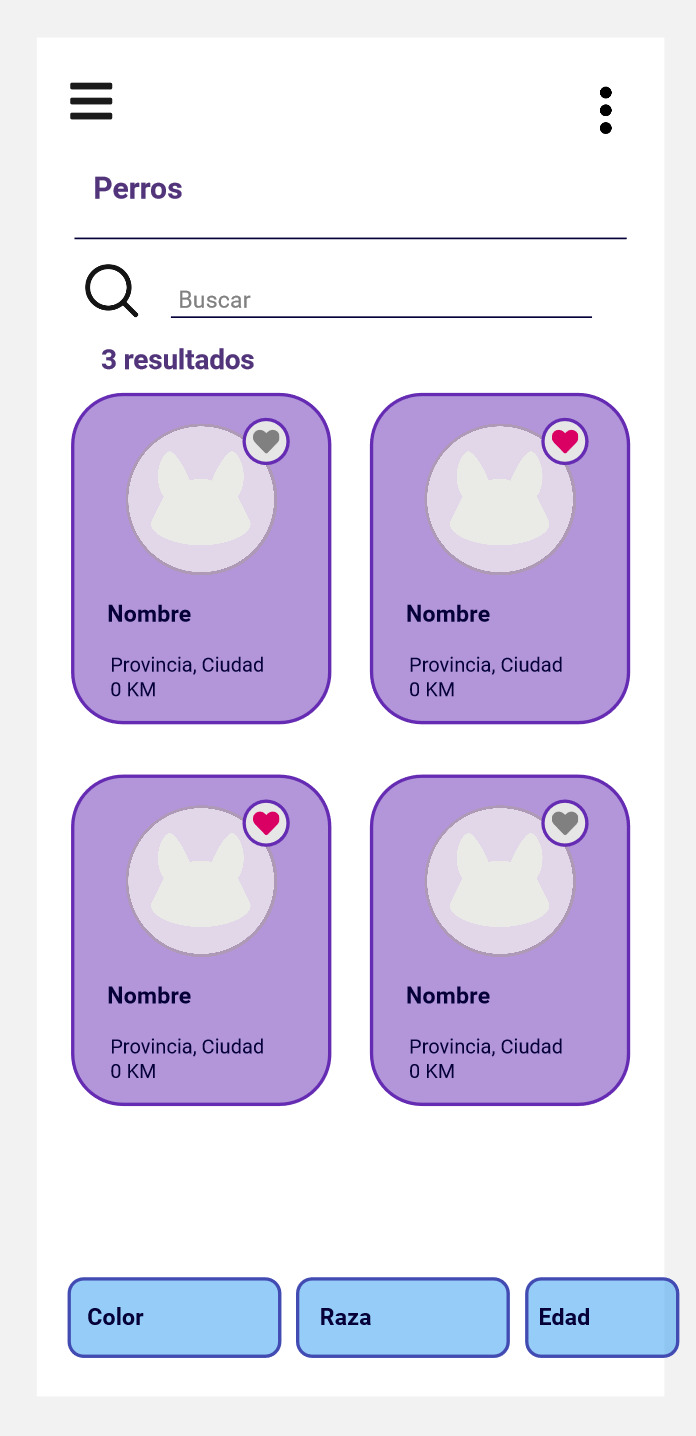 Perros
Buscar
3 resultados
Nombre
Provincia, Ciudad
0 KM
Nombre
Provincia, Ciudad
0 KM
Nombre
Provincia, Ciudad
0 KM
Nombre
Provincia, Ciudad
0 KM
Color
Raza
Edad